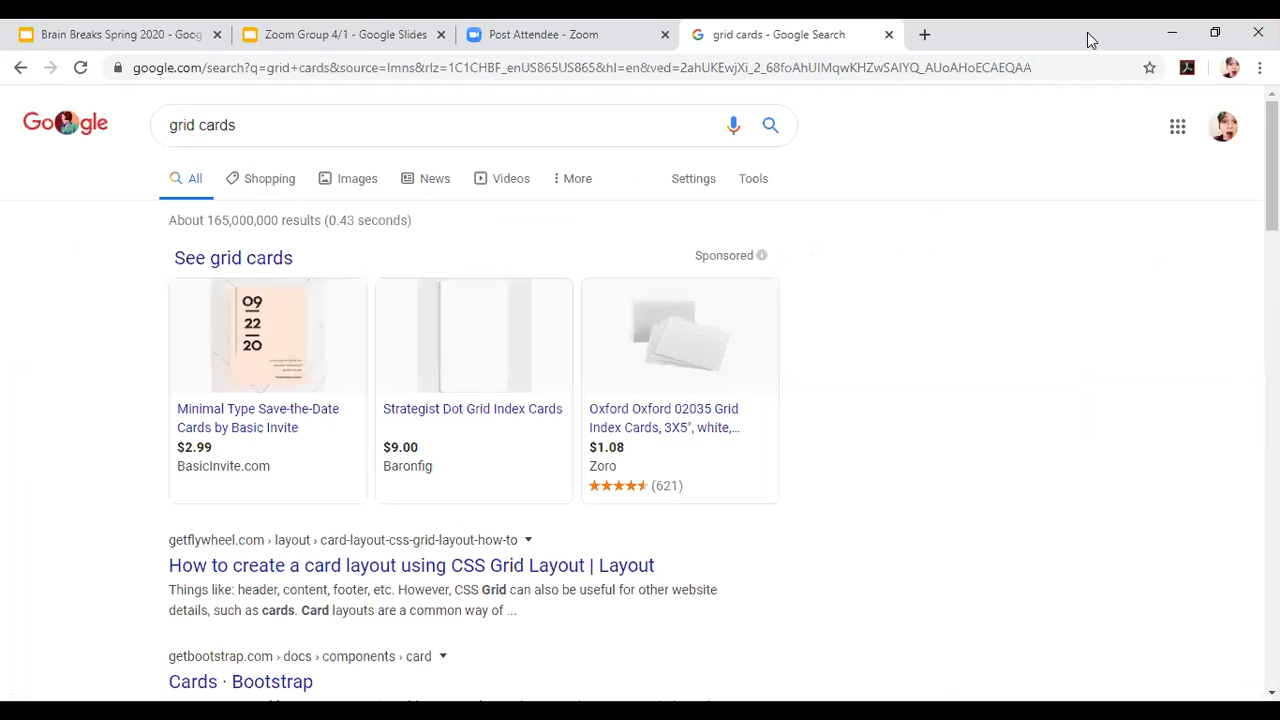 Brain Breaks Spring 2020 - Goog
Zoom Group 4/1 - Google Slides
Post Attendee - Zoom
grid cards - Google Search
google.com/search?q=grid+cards&source=lmns&rlz=1C1CHBF_enUS865US865&hl=en&ved=2ahUKEwjXi_2_68foAhUIMqwKHZwSAIYQ_AUoAHoECAEQAA
Google
grid cards
All
Shopping
Images
News
Videos
More
Settings
Tools
About 165,000,000 results (0.43 seconds)
See grid cards
Sponsored
09
22
20
Minimal Type Save-the-Date
Cards by Basic Invite
$2.99
BasicInvite.com
Strategist Dot Grid Index Cards
$9.00
Baronfig
Oxford Oxford 02035 Grid
Index Cards, 3X5", white,...
$1.08
Zoro
(621)
getflywheel.com › layout › card-layout-css-grid-layout-how-to
How to create a card layout using CSS Grid Layout | Layout
Things like: header, content, footer, etc. However, CSS Grid can also be useful for other website
details, such as cards. Card layouts are a common way of ...
getbootstrap.com › docs › components › card
Cards · Bootstrap